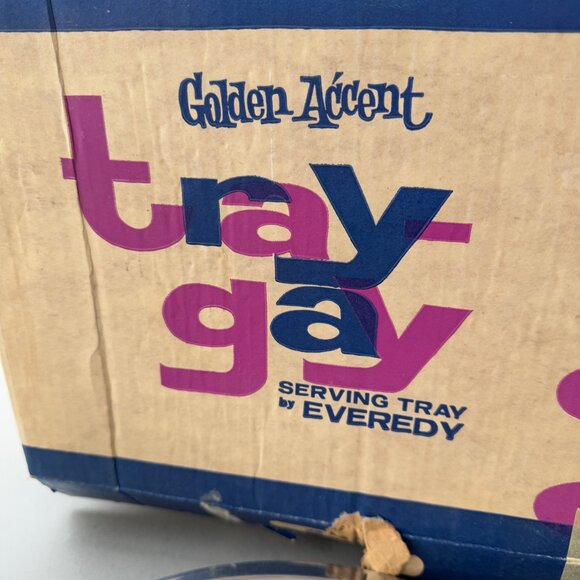 Golden Accent
tray-
gay
SERVING TRAY
by EVEREDY